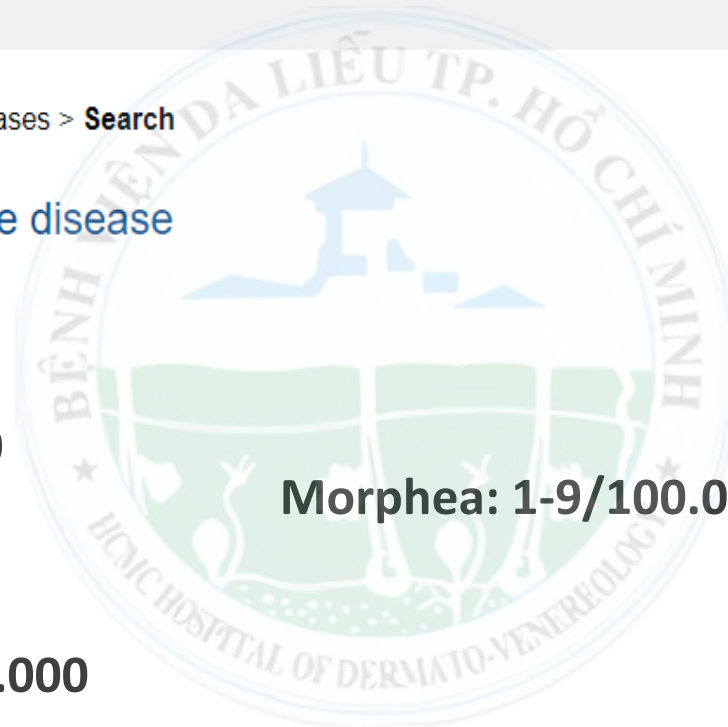 ases > Search
BỆNH VIỆN DA LIỄU TP. HỒ CHÍ MINH
e disease
Morphea: 1-9/100.0
.000
HCMC HOSPITAL OF DERMATO-VENEREOLOGY